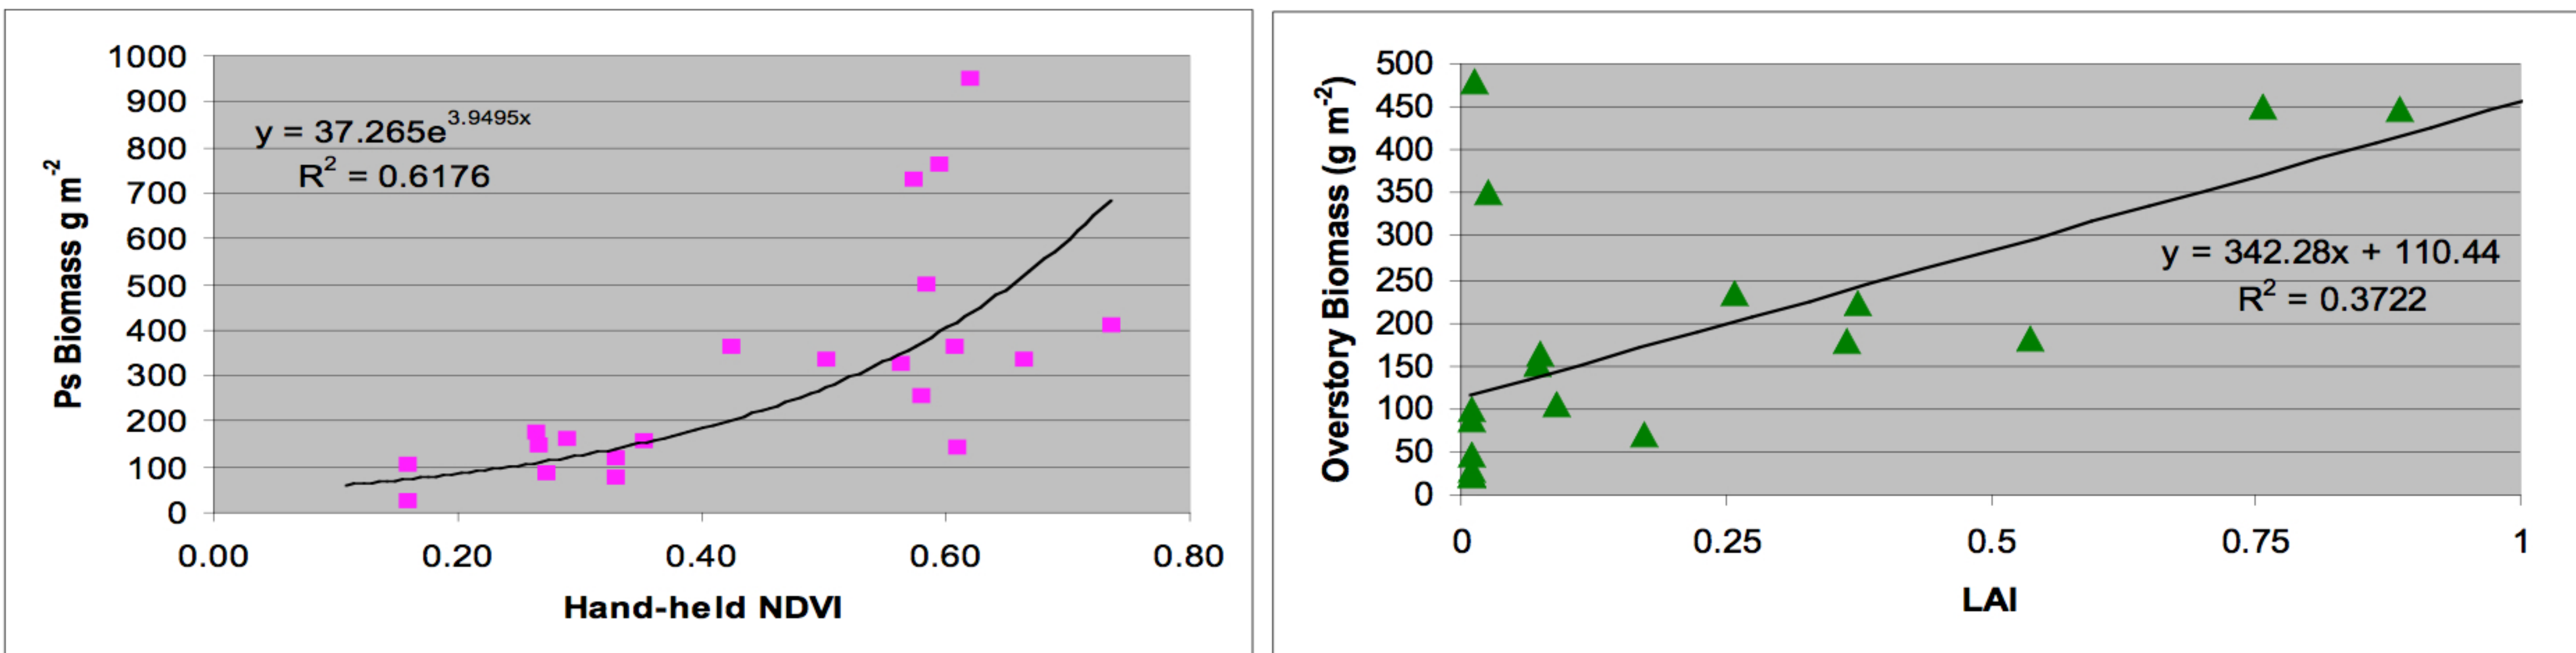 1000
900
800
700
600
500
400
300
200
100
0
Ps Biomass g m⁻²
y = 37.265e³·⁹⁴⁹⁵ˣ
R² = 0.6176
0.00 0.20 0.40 0.60 0.80
Hand-held NDVI
500
450
400
350
300
250
200
150
100
50
0
Overstory Biomass (g m⁻²)
y = 342.28x + 110.44
R² = 0.3722
0 0.25 0.5 0.75 1
LAI